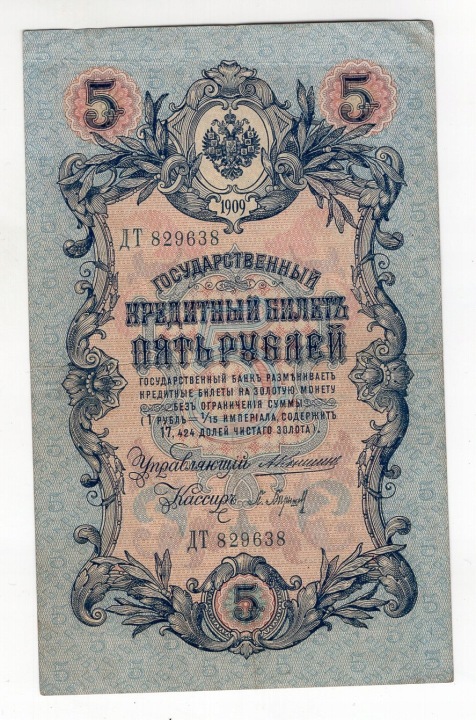 5 5
1909
ДТ 829638
ГОСУДАРСТВЕННЫЙ
КРЕДИТНЫЙ БИЛЕТЪ
ПЯТЬ РУБЛЕЙ
ГОСУДАРСТВЕННЫЙ БАНКЪ РАЗМѢНИВАЕТЪ
КРЕДИТНЫЕ БИЛЕТЫ НА ЗОЛОТУЮ МОНЕТУ
БЕЗЪ ОГРАНИЧЕНІЯ СУММЫ
(1 РУБЛЬ = 1/15 ИМПЕРІАЛА, СОДЕРЖИТЪ
17,424 ДОЛЕЙ ЧИСТАГО ЗОЛОТА).
Управляющій
Кассиръ
ДТ 829638
5